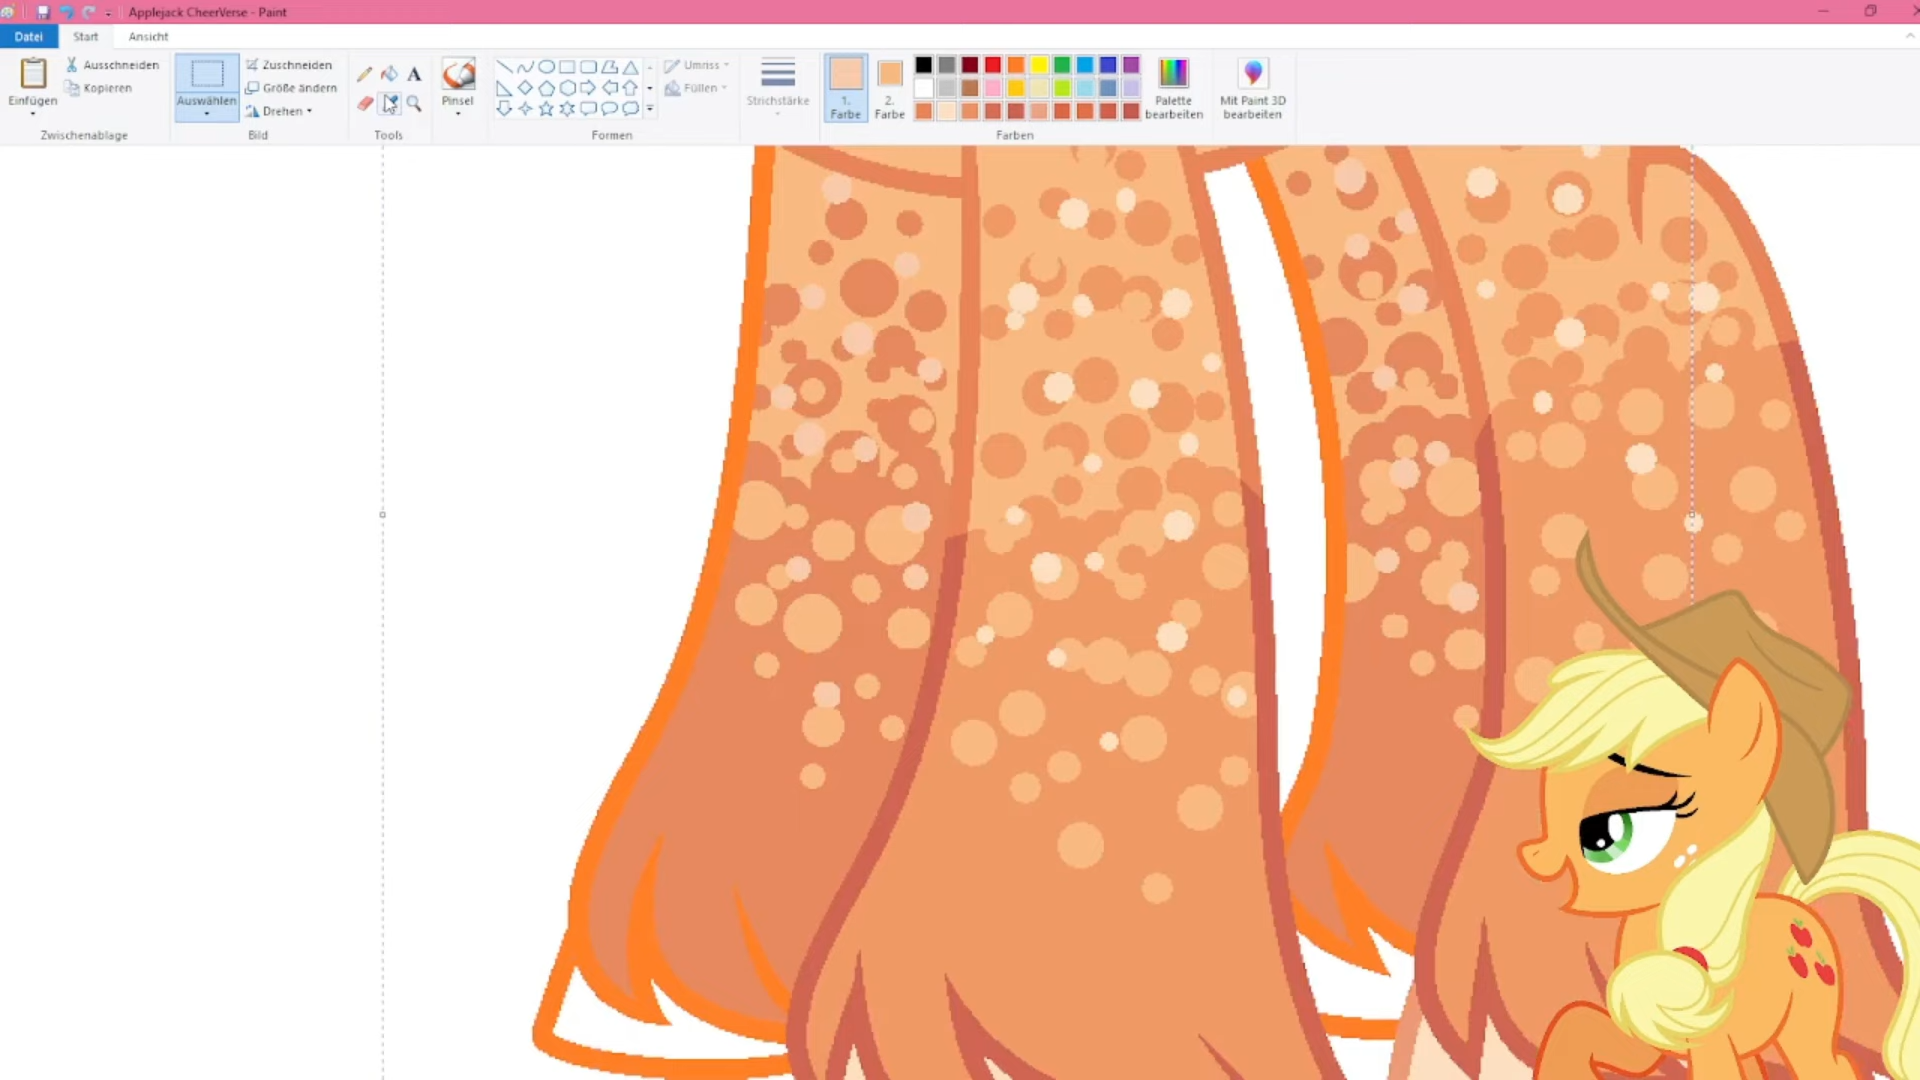 Applejack CheerVerse - Paint
Datei Start Ansicht
Einfügen
Ausschneiden
Kopieren
Zwischenablage
Auswählen
Zuschneiden
Größe ändern
Drehen
Bild
A
Tools
Pinsel
Umriss
Füllen
Formen
Strichstärke
1.
Farbe
2.
Farbe
Palette
bearbeiten
Farben
Mit Paint 3D
bearbeiten